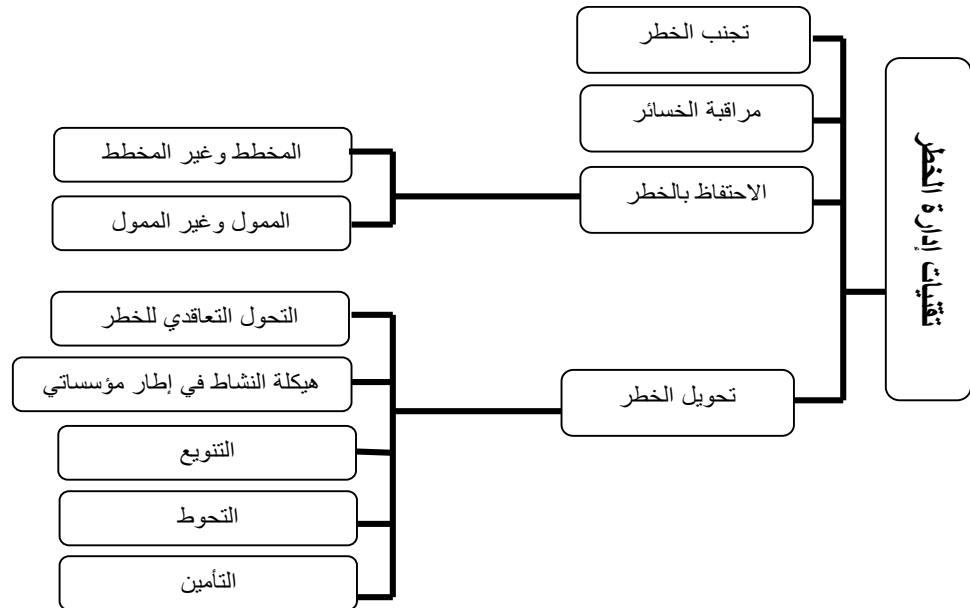 تقنيات إدارة الخطر
تجنب الخطر
مراقبة الخسائر
الاحتفاظ بالخطر
المخطط وغير المخطط
الممول وغير الممول
تحويل الخطر
التحول التعاقدي للخطر
هيكلة النشاط في إطار مؤسساتي
التنويع
التحوط
التأمين